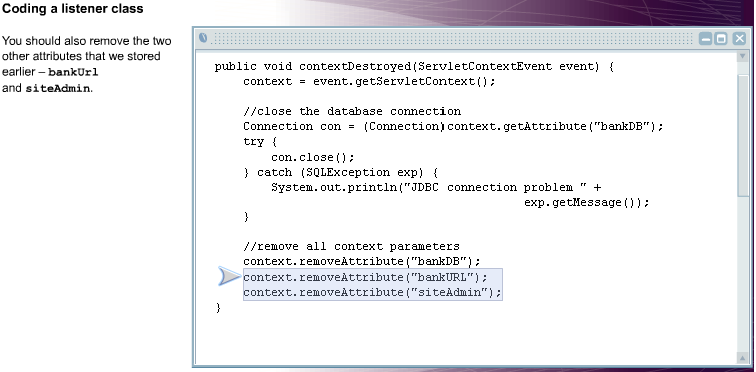 Coding a listener class
You should also remove the two
other attributes that we stored
earlier – bankUrl
and siteAdmin.
public void contextDestroyed(ServletContextEvent event) {
context = event.getServletContext();
//close the database connection
Connection con = (Connection)context.getAttribute("bankDB");
try {
con.close();
} catch (SQLException exp) {
System.out.println("JDBC connection problem " +
exp.getMessage());
}
//remove all context parameters
context.removeAttribute("bankDB");
context.removeAttribute("bankURL");
context.removeAttribute("siteAdmin");
}